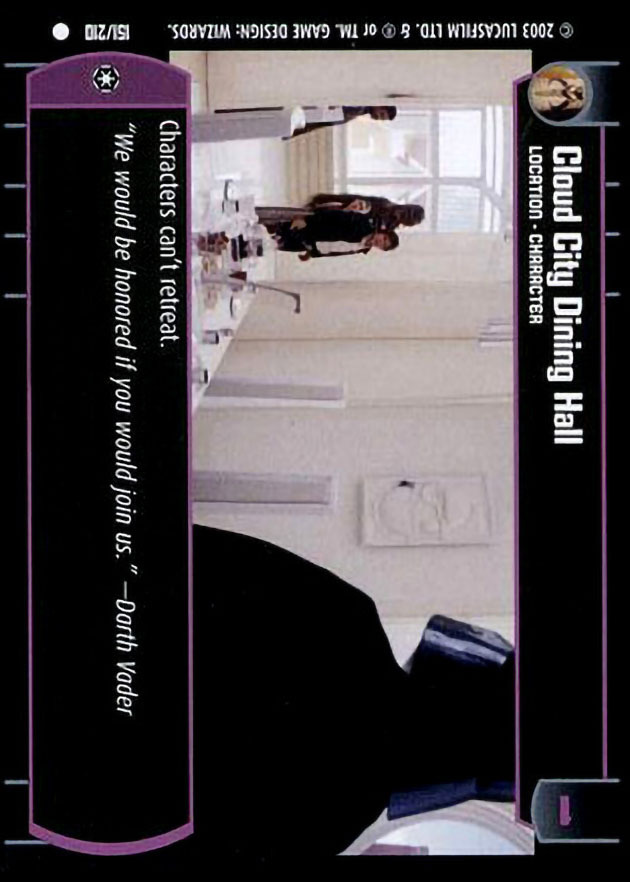 Cloud City Dining Hall
LOCATION - CHARACTER
1
Characters can't retreat.
"We would be honored if you would join us." —Darth Vader
© 2003 LUCASFILM LTD. & ® or TM. GAME DESIGN: WIZARDS. 151/210